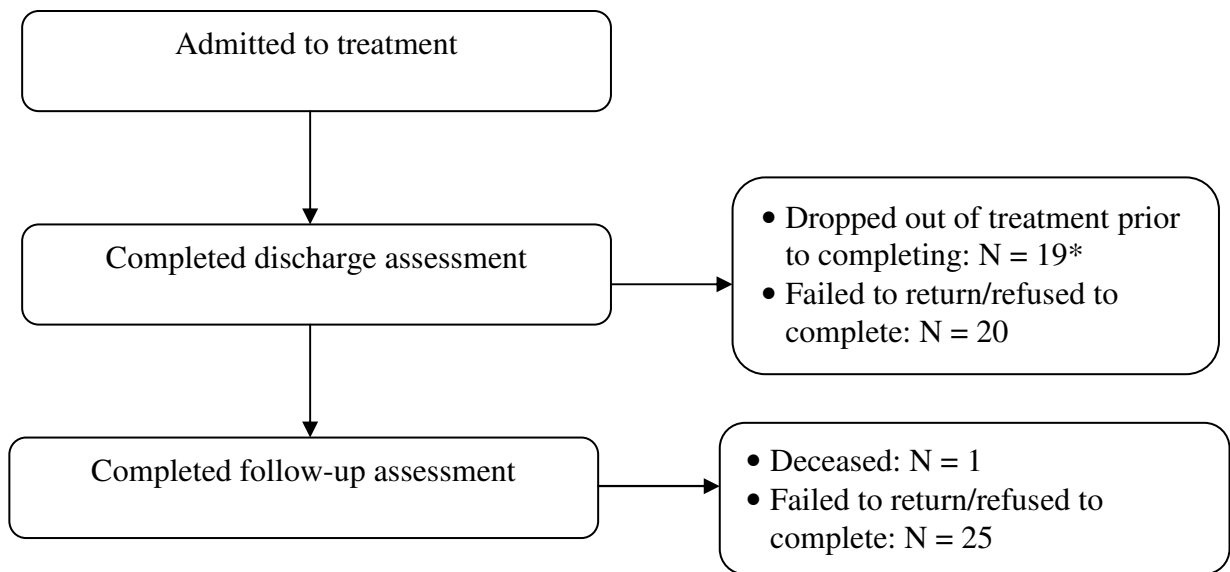 Admitted to treatment
Completed discharge assessment
• Dropped out of treatment prior
to completing: N = 19*
• Failed to return/refused to
complete: N = 20
Completed follow-up assessment
• Deceased: N = 1
• Failed to return/refused to
complete: N = 25